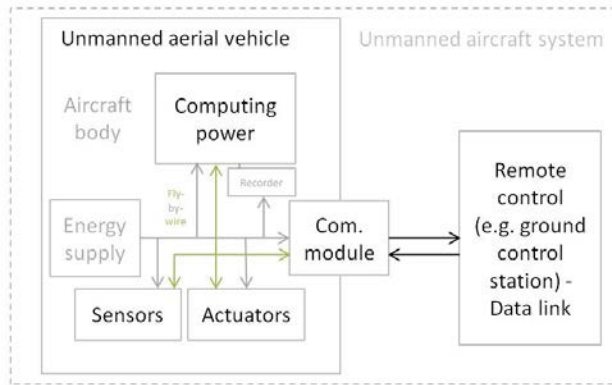 Unmanned aerial vehicle
Unmanned aircraft system
Aircraft
body
Computing
power
Recorder
Fly-
by-
wire
Energy
supply
Com.
module
Sensors
Actuators
Remote
control
(e.g. ground
control
station) -
Data link